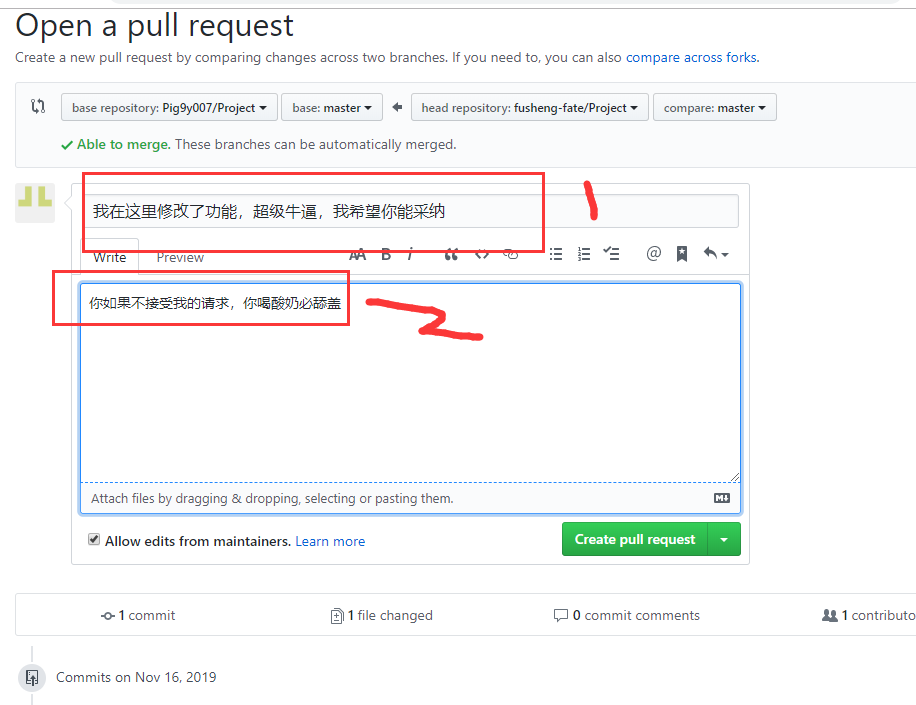 Open a pull request
Create a new pull request by comparing changes across two branches. If you need to, you can also compare across forks.
base repository: Pig9y007/Project base: master head repository: fusheng-fate/Project compare: master
Able to merge. These branches can be automatically merged.
我在这里修改了功能，超级牛逼，我希望你能采纳
1
Write Preview AA B i “ <> @
你如果不接受我的请求，你喝酸奶必舔盖
2
Attach files by dragging & dropping, selecting or pasting them.
Allow edits from maintainers. Learn more
Create pull request
1 commit 1 file changed 0 commit comments 1 contributo
Commits on Nov 16, 2019